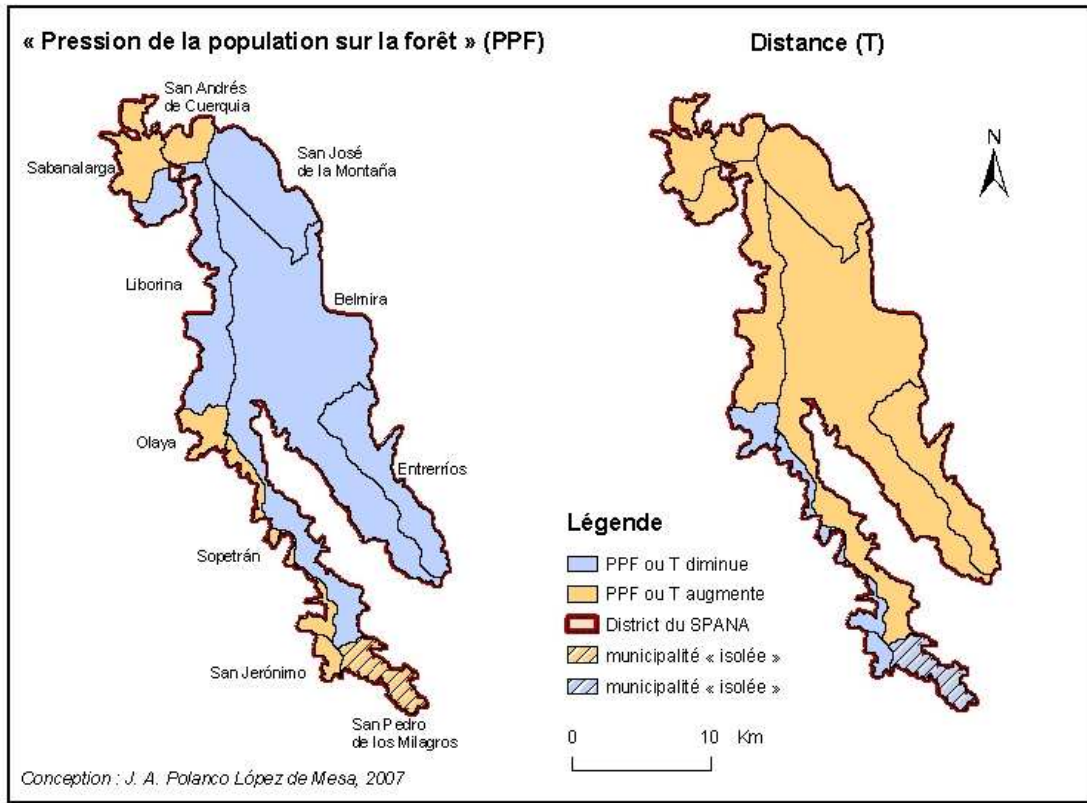 « Pression de la population sur la forêt » (PPF)
Distance (T)
San Andrés
de Cuerquia
N
Sabanalarga
San José
de la Montaña
Liborina
Belmira
Olaya
Entrerríos
Sopetrán
San Jerónimo
San Pedro
de los Milagros
Légende
PPF ou T diminue
PPF ou T augmente
District du SPANA
municipalité « isolée »
municipalité « isolée »
0 10 Km
Conception : J. A. Polanco López de Mesa, 2007